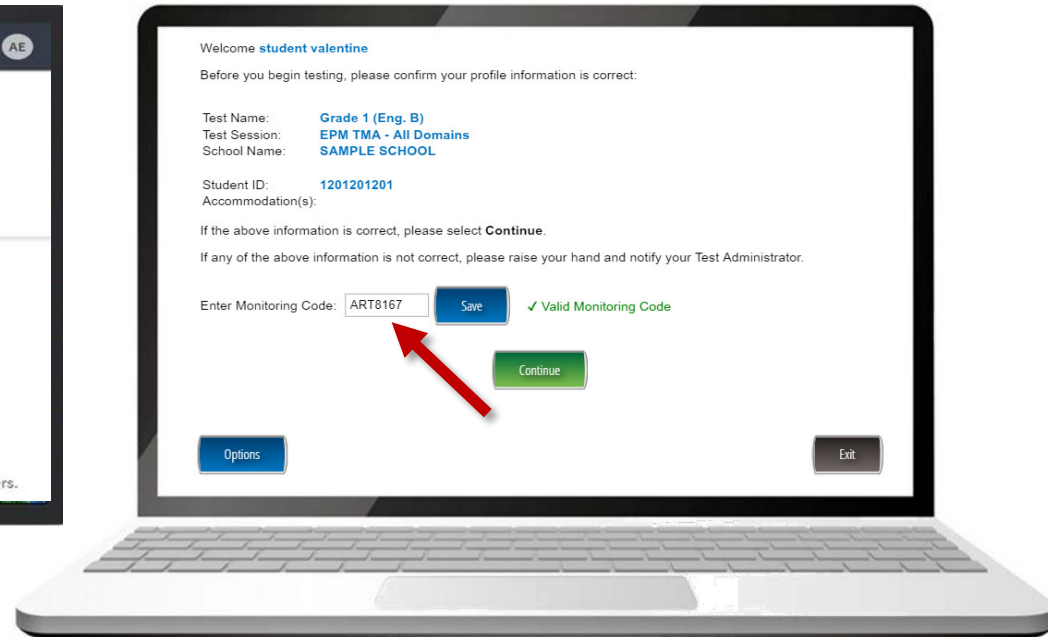 AE
rs.
Welcome student valentine
Before you begin testing, please confirm your profile information is correct:
Test Name: Grade 1 (Eng. B)
Test Session: EPM TMA - All Domains
School Name: SAMPLE SCHOOL
Student ID: 1201201201
Accommodation(s):
If the above information is correct, please select Continue.
If any of the above information is not correct, please raise your hand and notify your Test Administrator.
Enter Monitoring Code: ART8167 Save ✓ Valid Monitoring Code
Continue
Options Exit